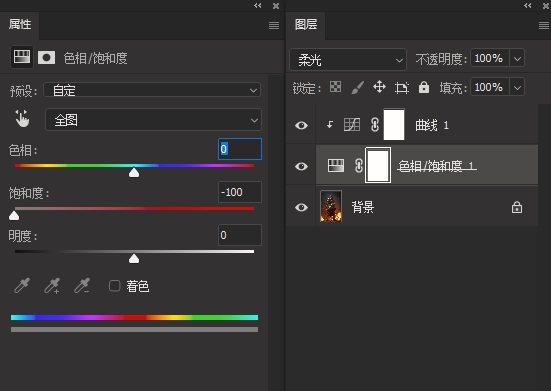 属性
色相/饱和度
预设: 自定
全图
色相: 0
饱和度: -100
明度: 0
着色
图层
柔光 不透明度: 100%
锁定: 填充: 100%
曲线 1
色相/饱和度 1
背景